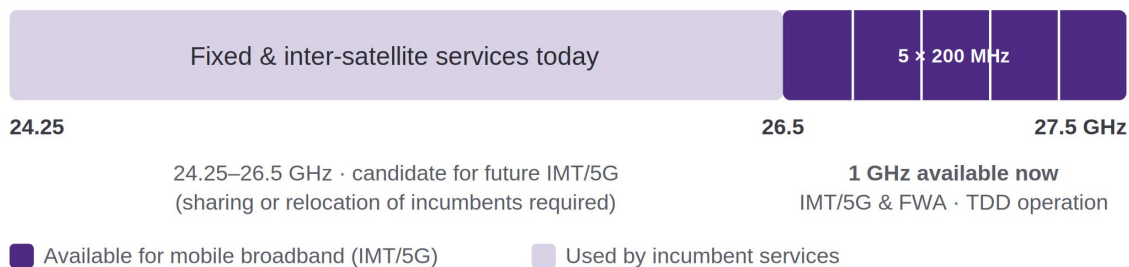 Fixed & inter-satellite services today
5 × 200 MHz
24.25
26.5
27.5 GHz
24.25–26.5 GHz · candidate for future IMT/5G
(sharing or relocation of incumbents required)
1 GHz available now
IMT/5G & FWA · TDD operation
Available for mobile broadband (IMT/5G)
Used by incumbent services